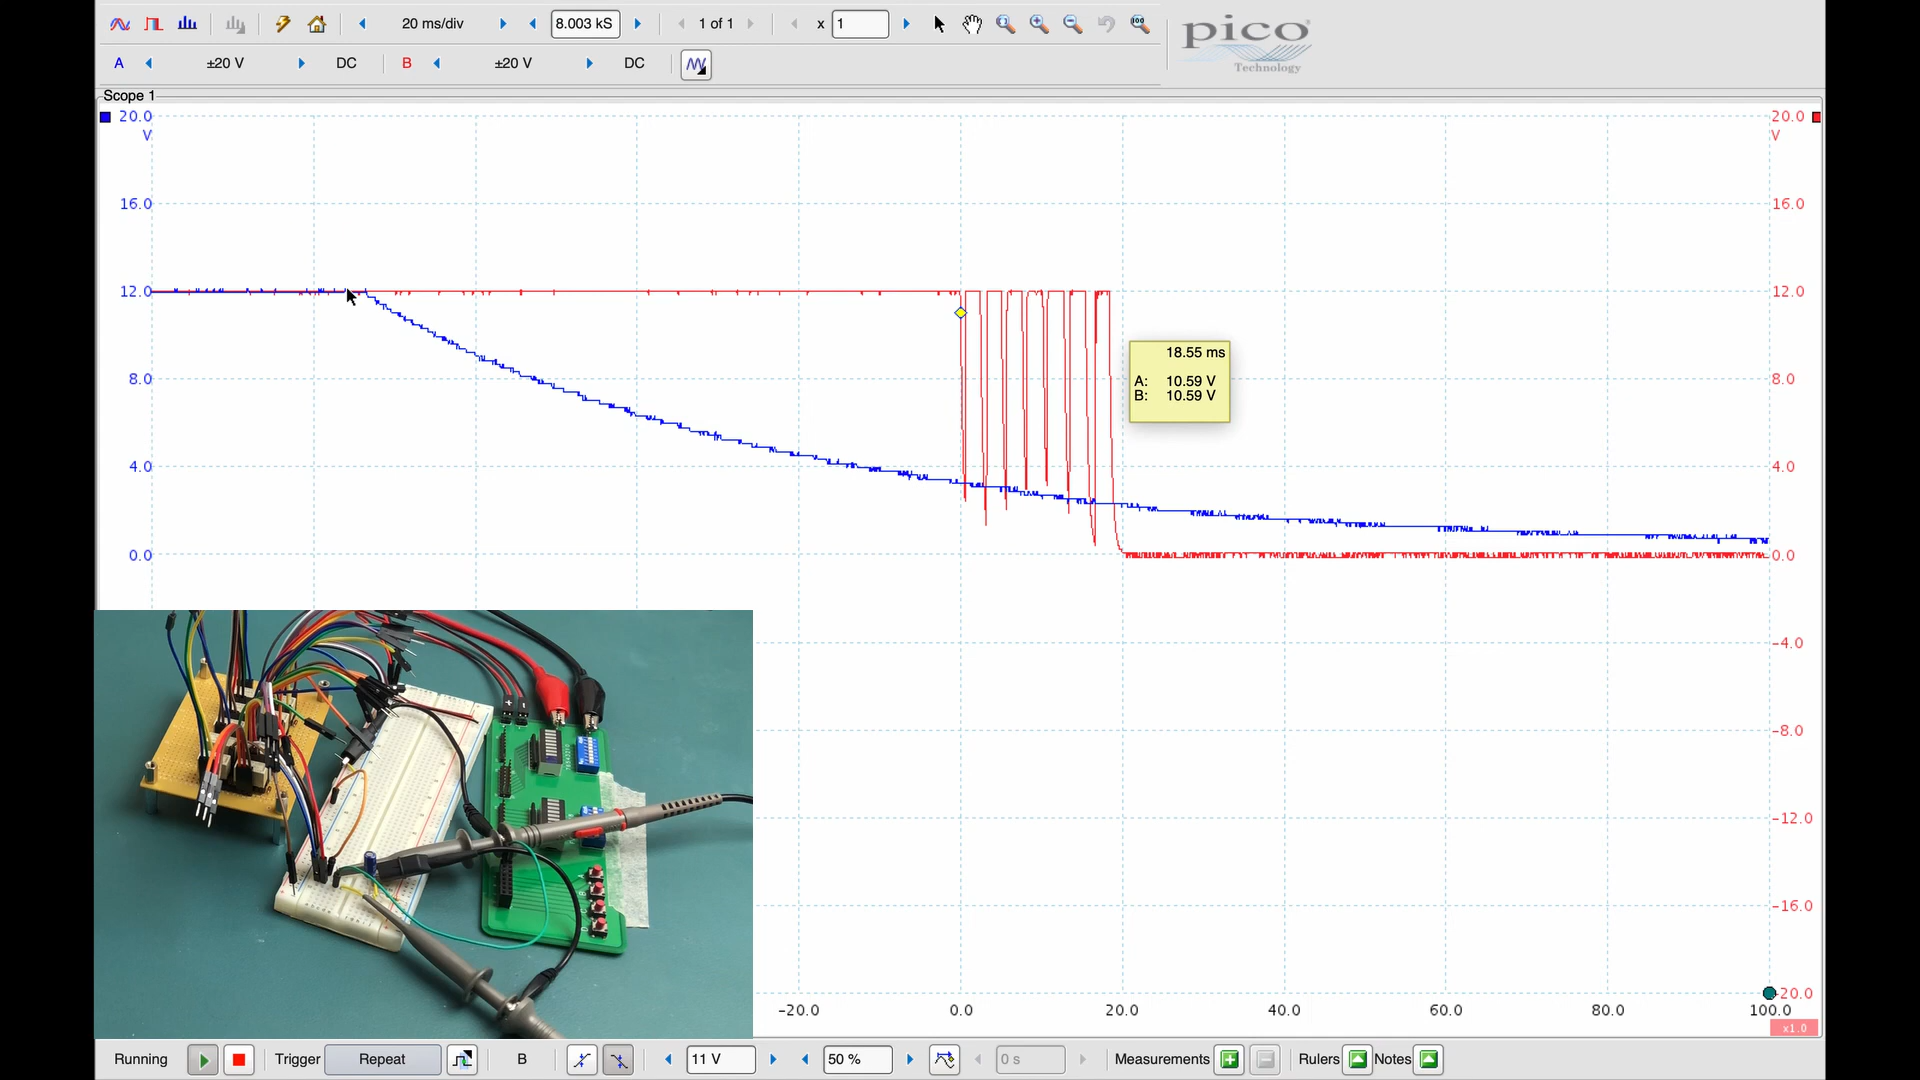 20 ms/div
8.003 kS
1 of 1
x 1
pico
Technology
A ±20 V DC B ±20 V DC
Scope 1
20.0
V
16.0
12.0
8.0
4.0
0.0
20.0
V
16.0
12.0
8.0
4.0
0.0
-4.0
-8.0
-12.0
-16.0
-20.0
18.55 ms
A: 10.59 V
B: 10.59 V
-20.0 0.0 20.0 40.0 60.0 80.0 100.0
x1.0
Running Trigger Repeat B 11 V 50 % 0 s Measurements Rulers Notes